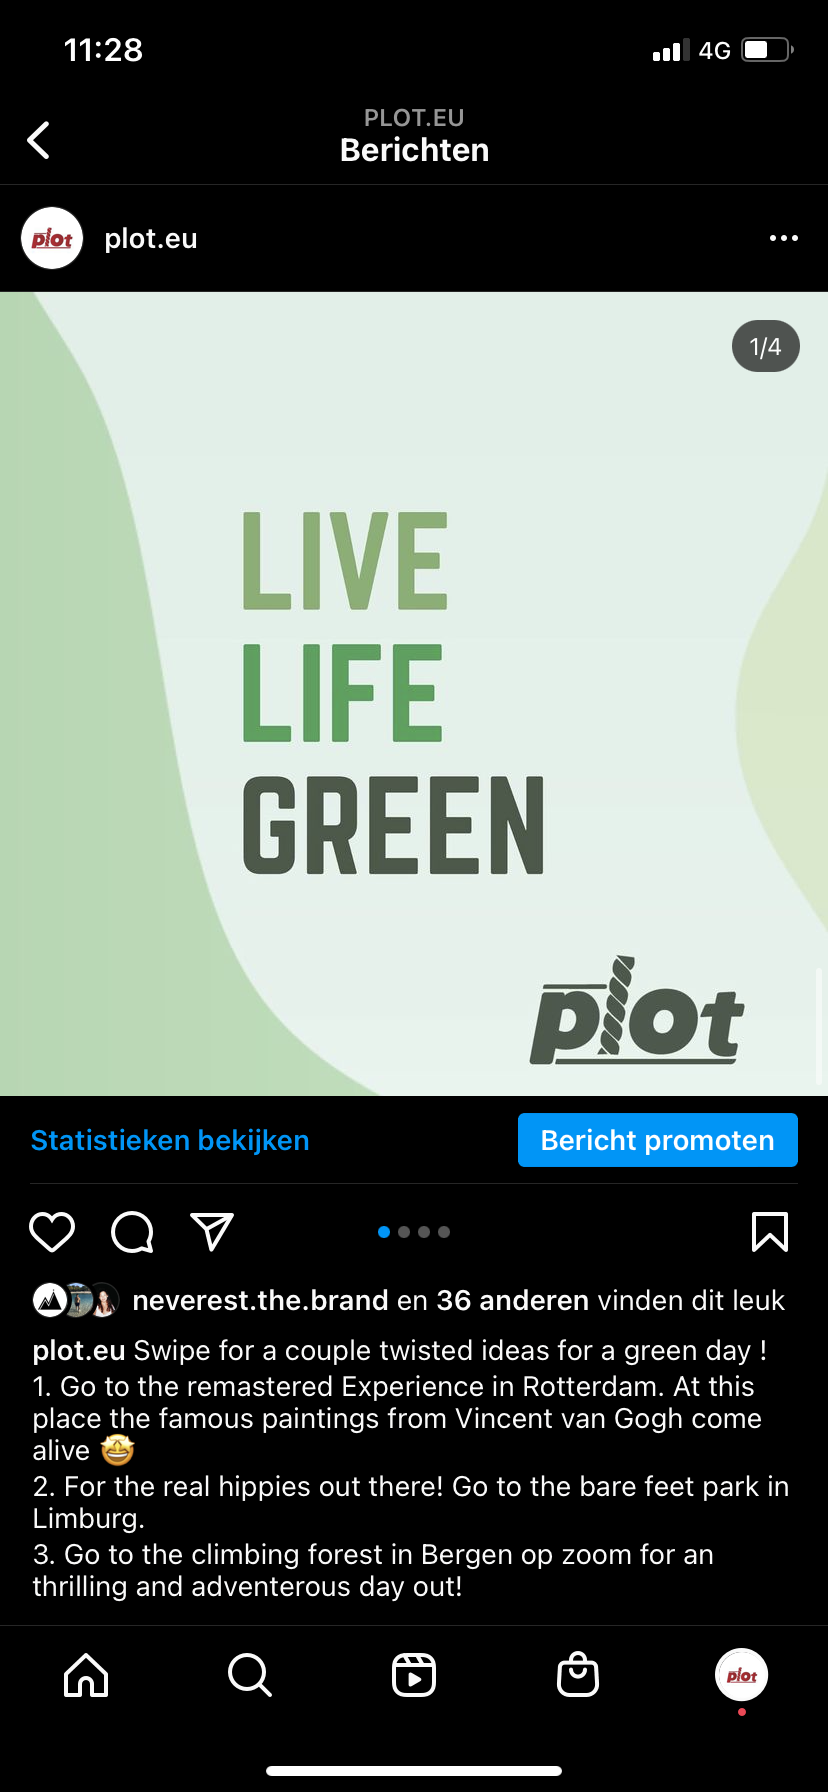 11:28
4G
PLOT.EU
Berichten
plot
plot.eu
1/4
LIVE
LIFE
GREEN
plot
Statistieken bekijken
Bericht promoten
neverest.the.brand en 36 anderen vinden dit leuk
plot.eu Swipe for a couple twisted ideas for a green day !
1. Go to the remastered Experience in Rotterdam. At this
place the famous paintings from Vincent van Gogh come
alive 🤩
2. For the real hippies out there! Go to the bare feet park in
Limburg.
3. Go to the climbing forest in Bergen op zoom for an
thrilling and adventerous day out!
plot